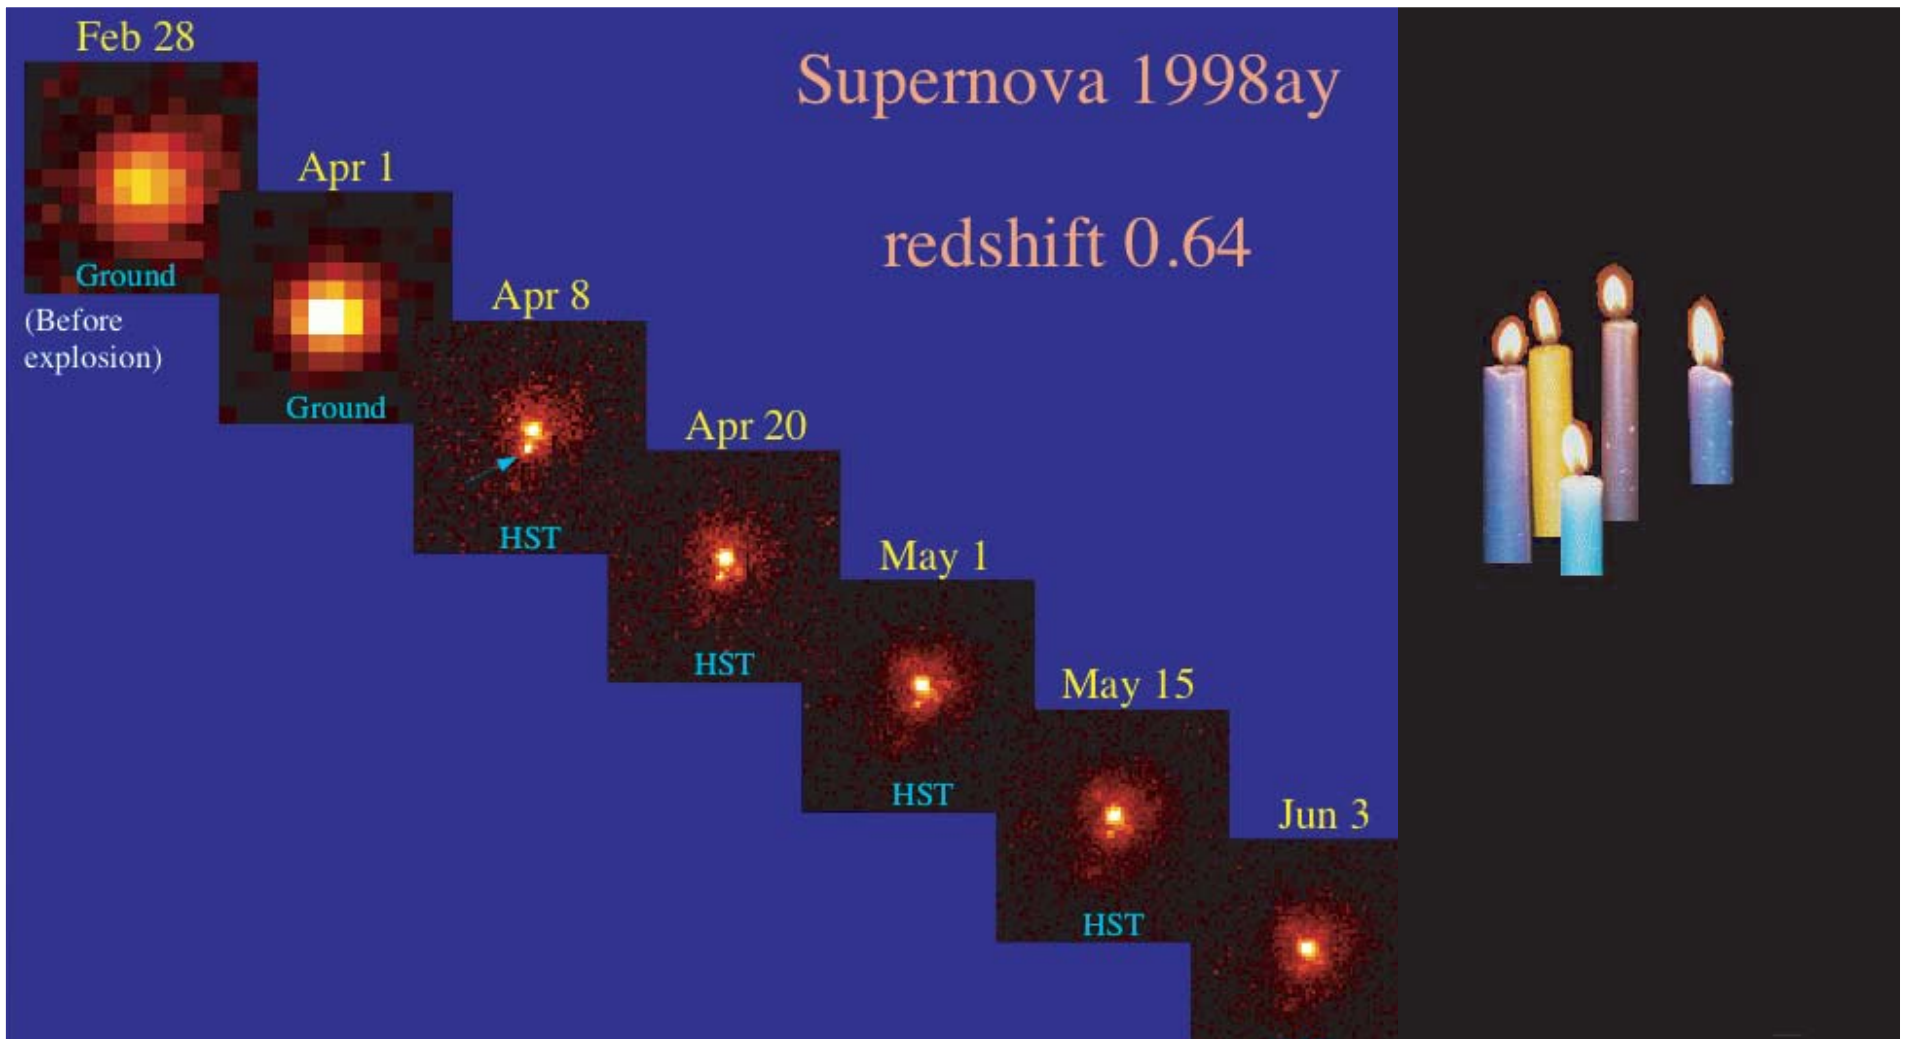 Feb 28
Ground
(Before
explosion)
Apr 1
Ground
Apr 8
HST
Apr 20
HST
May 1
HST
May 15
HST
Jun 3
Supernova 1998ay
redshift 0.64